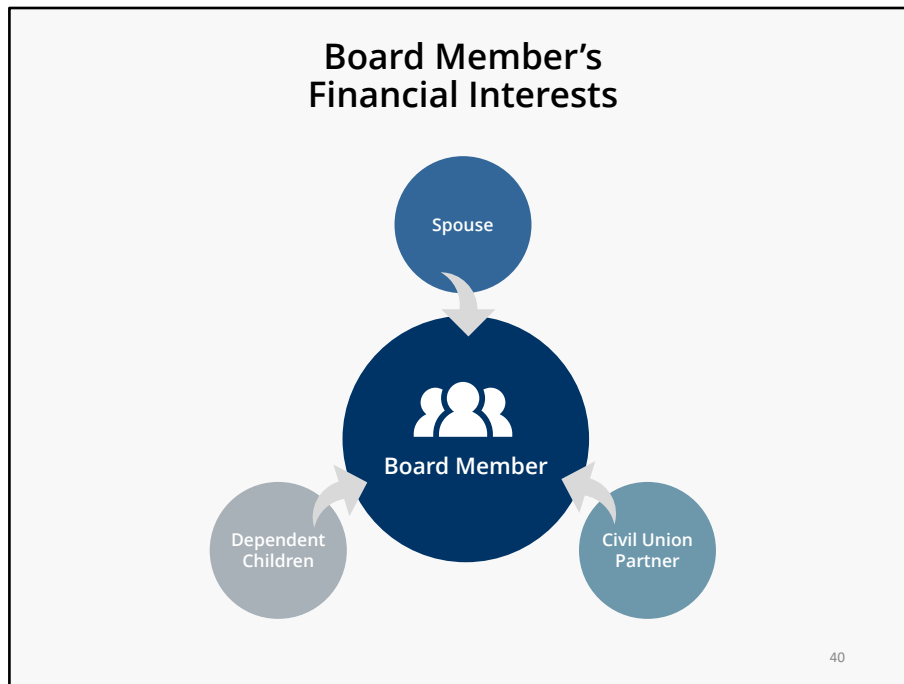 Board Member’s
Financial Interests
Spouse
Board Member
Dependent
Children
Civil Union
Partner
40